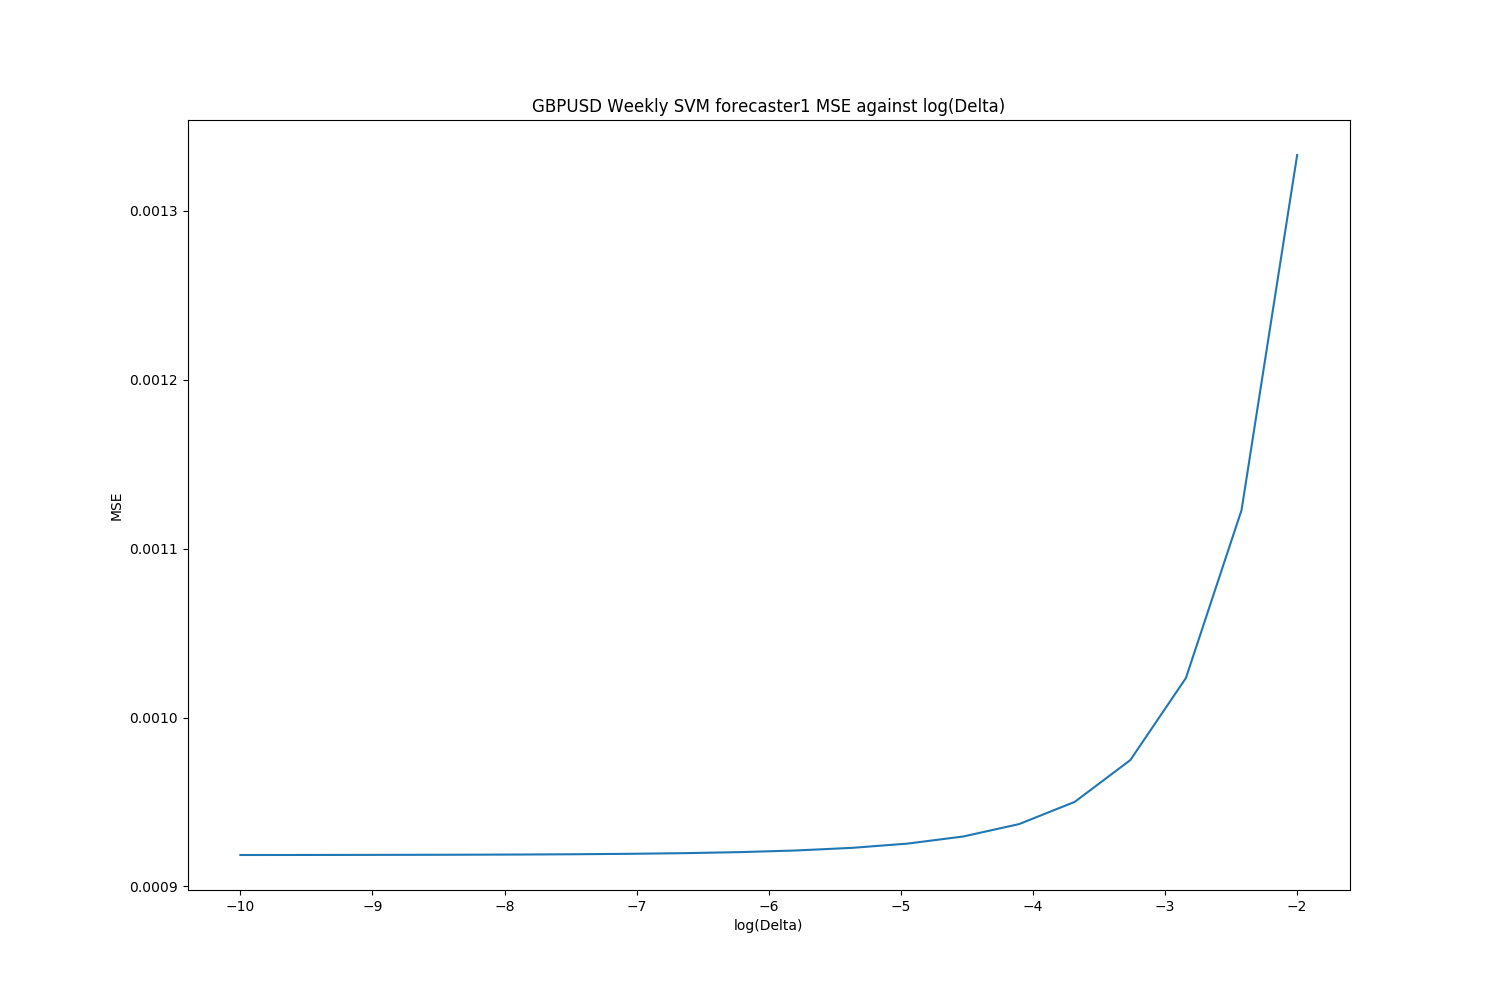 GBPUSD Weekly SVM forecaster1 MSE against log(Delta)
0.0013
0.0012
MSE
0.0011
0.0010
0.0009
−10 −9 −8 −7 −6 −5 −4 −3 −2
log(Delta)